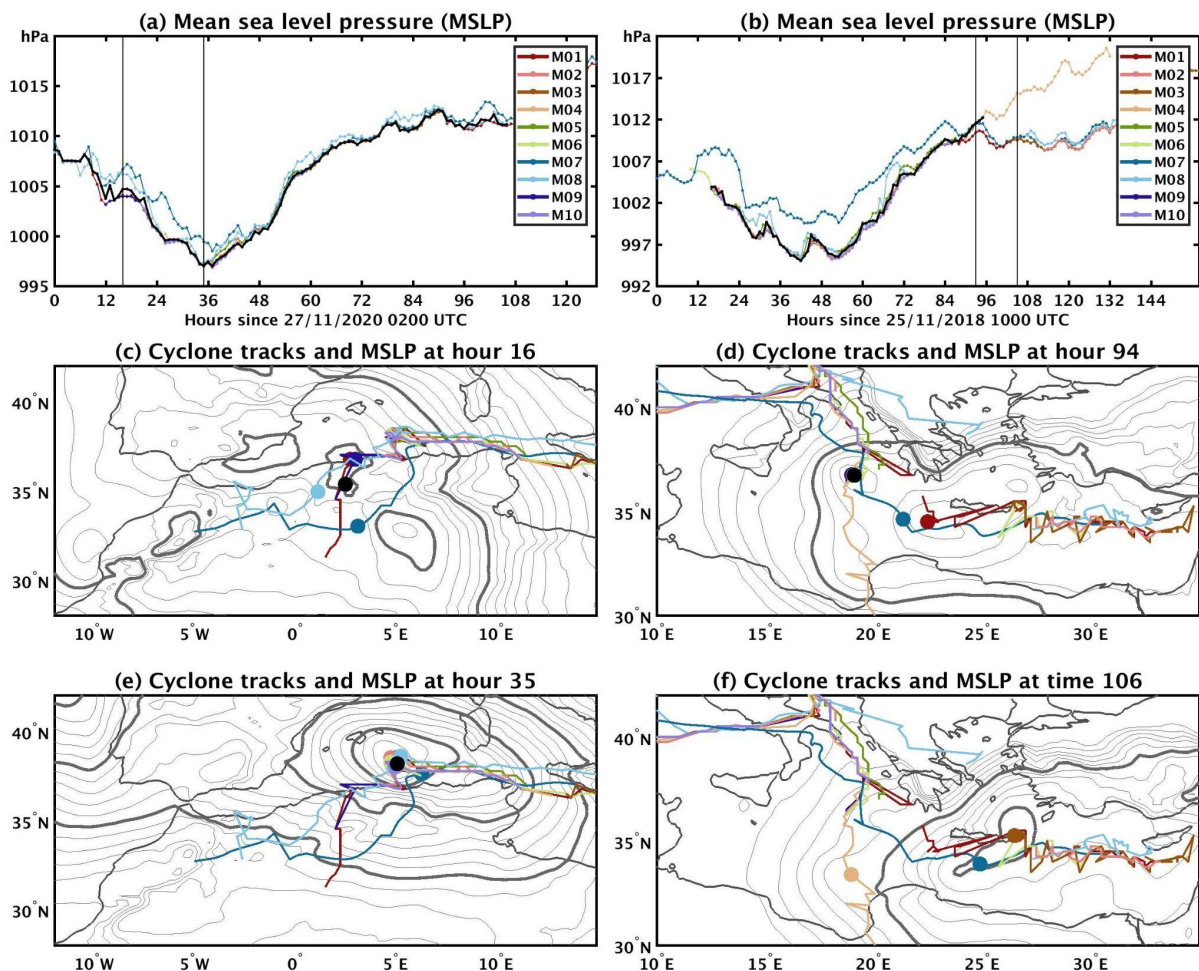 (a) Mean sea level pressure (MSLP)
hPa
1015
1010
1005
1000
995
0 12 24 36 48 60 72 84 96 108 120
Hours since 27/11/2020 0200 UTC
M01
M02
M03
M04
M05
M06
M07
M08
M09
M10
(b) Mean sea level pressure (MSLP)
hPa
1017
1012
1007
1002
997
992
0 12 24 36 48 60 72 84 96 108 120 132 144
Hours since 25/11/2018 1000 UTC
M01
M02
M03
M04
M05
M06
M07
M08
M09
M10
(c) Cyclone tracks and MSLP at hour 16
40°N
35°N
30°N
10°W 5°W 0° 5°E 10°E
(d) Cyclone tracks and MSLP at hour 94
40°N
35°N
30°N
10°E 15°E 20°E 25°E 30°E
(e) Cyclone tracks and MSLP at hour 35
40°N
35°N
30°N
10°W 5°W 0° 5°E 10°E
(f) Cyclone tracks and MSLP at time 106
40°N
35°N
30°N
10°E 15°E 20°E 25°E 30°E